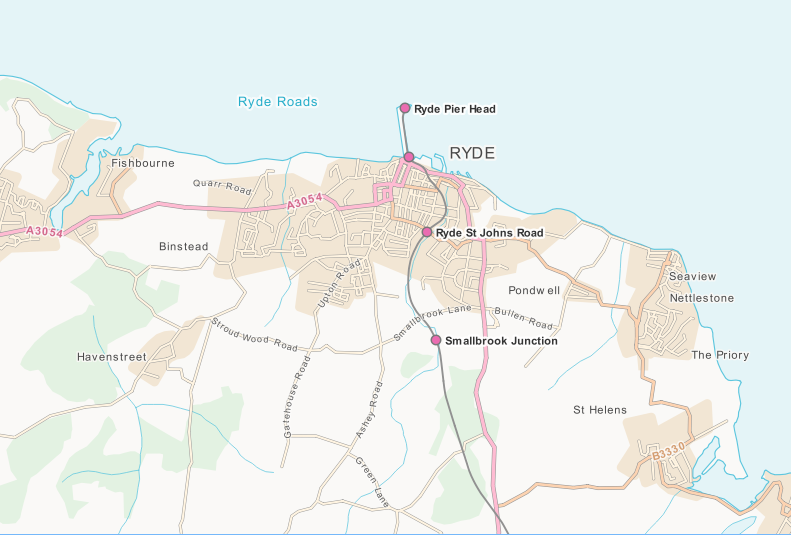 Ryde Roads
Ryde Pier Head
RYDE
Fishbourne
Quarr Road
A3054
A3054
Ryde St Johns Road
Binstead
Seaview
Upton Road
Pondwell
Nettlestone
Smallbrook Lane
Bullen Road
Stroud Wood Road
Smallbrook Junction
Havenstreet
The Priory
Gatehouse Road
Ashey Road
St Helens
B3330
Green Lane